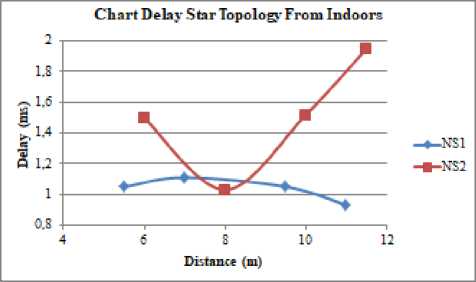 Chart Delay Star Topology From Indoors
2
1,8
1,6
1,4
1,2
1
0,8
Delay (ms)
4 6 8 10 12
Distance (m)
NS1
NS2